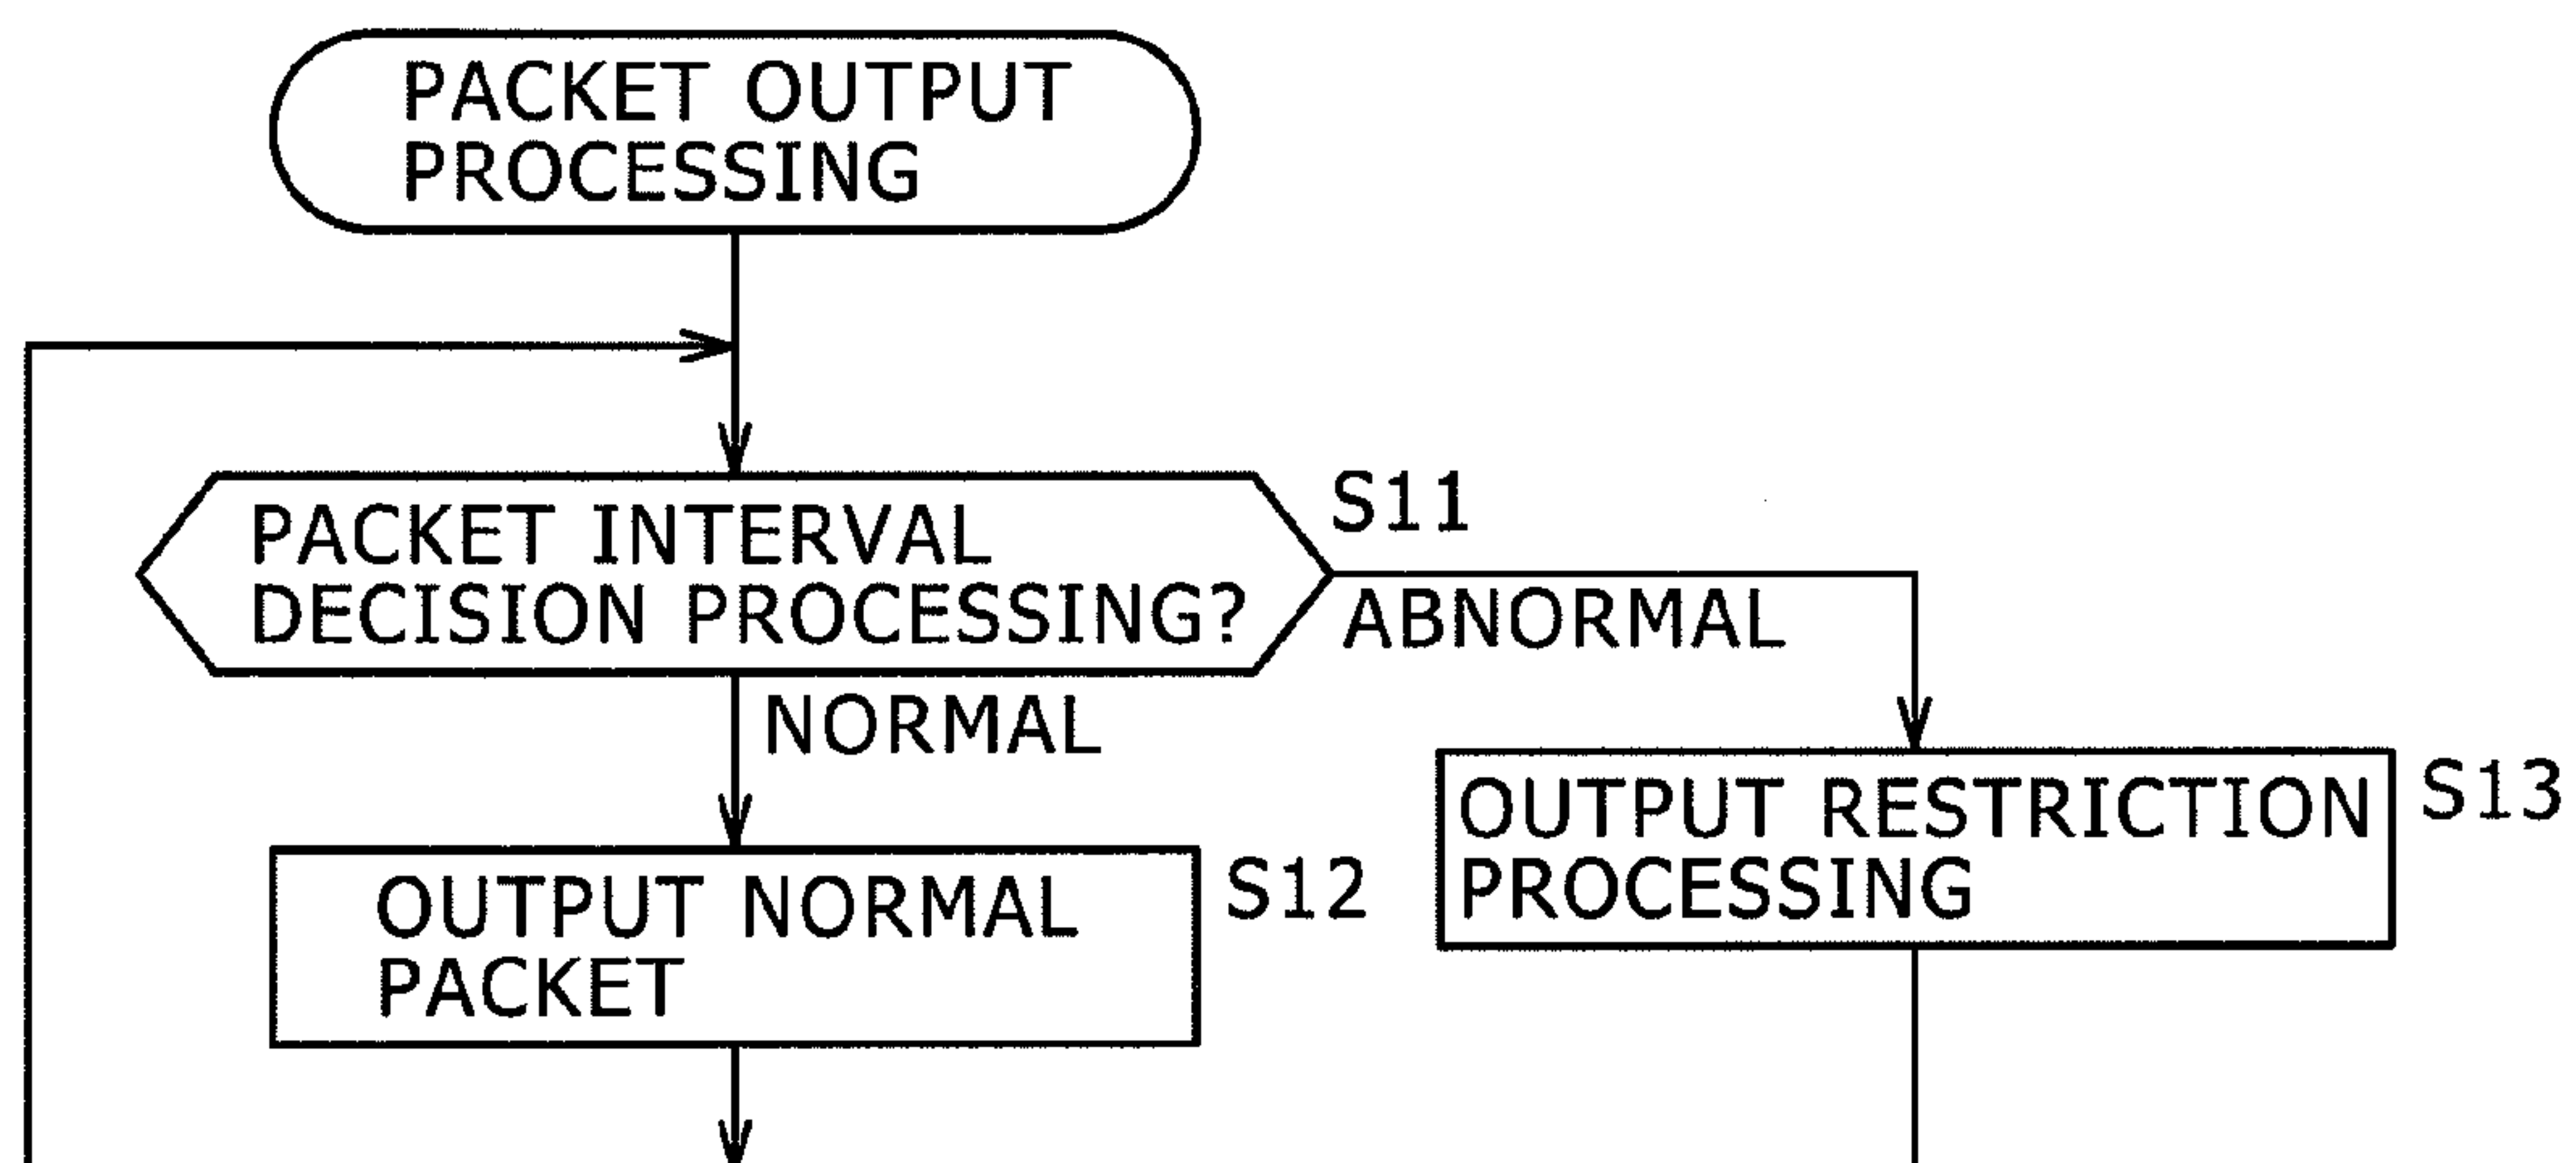 PACKET OUTPUT
PROCESSING
PACKET INTERVAL
DECISION PROCESSING?
S11
ABNORMAL
NORMAL
OUTPUT RESTRICTION
PROCESSING
S13
OUTPUT NORMAL
PACKET
S12